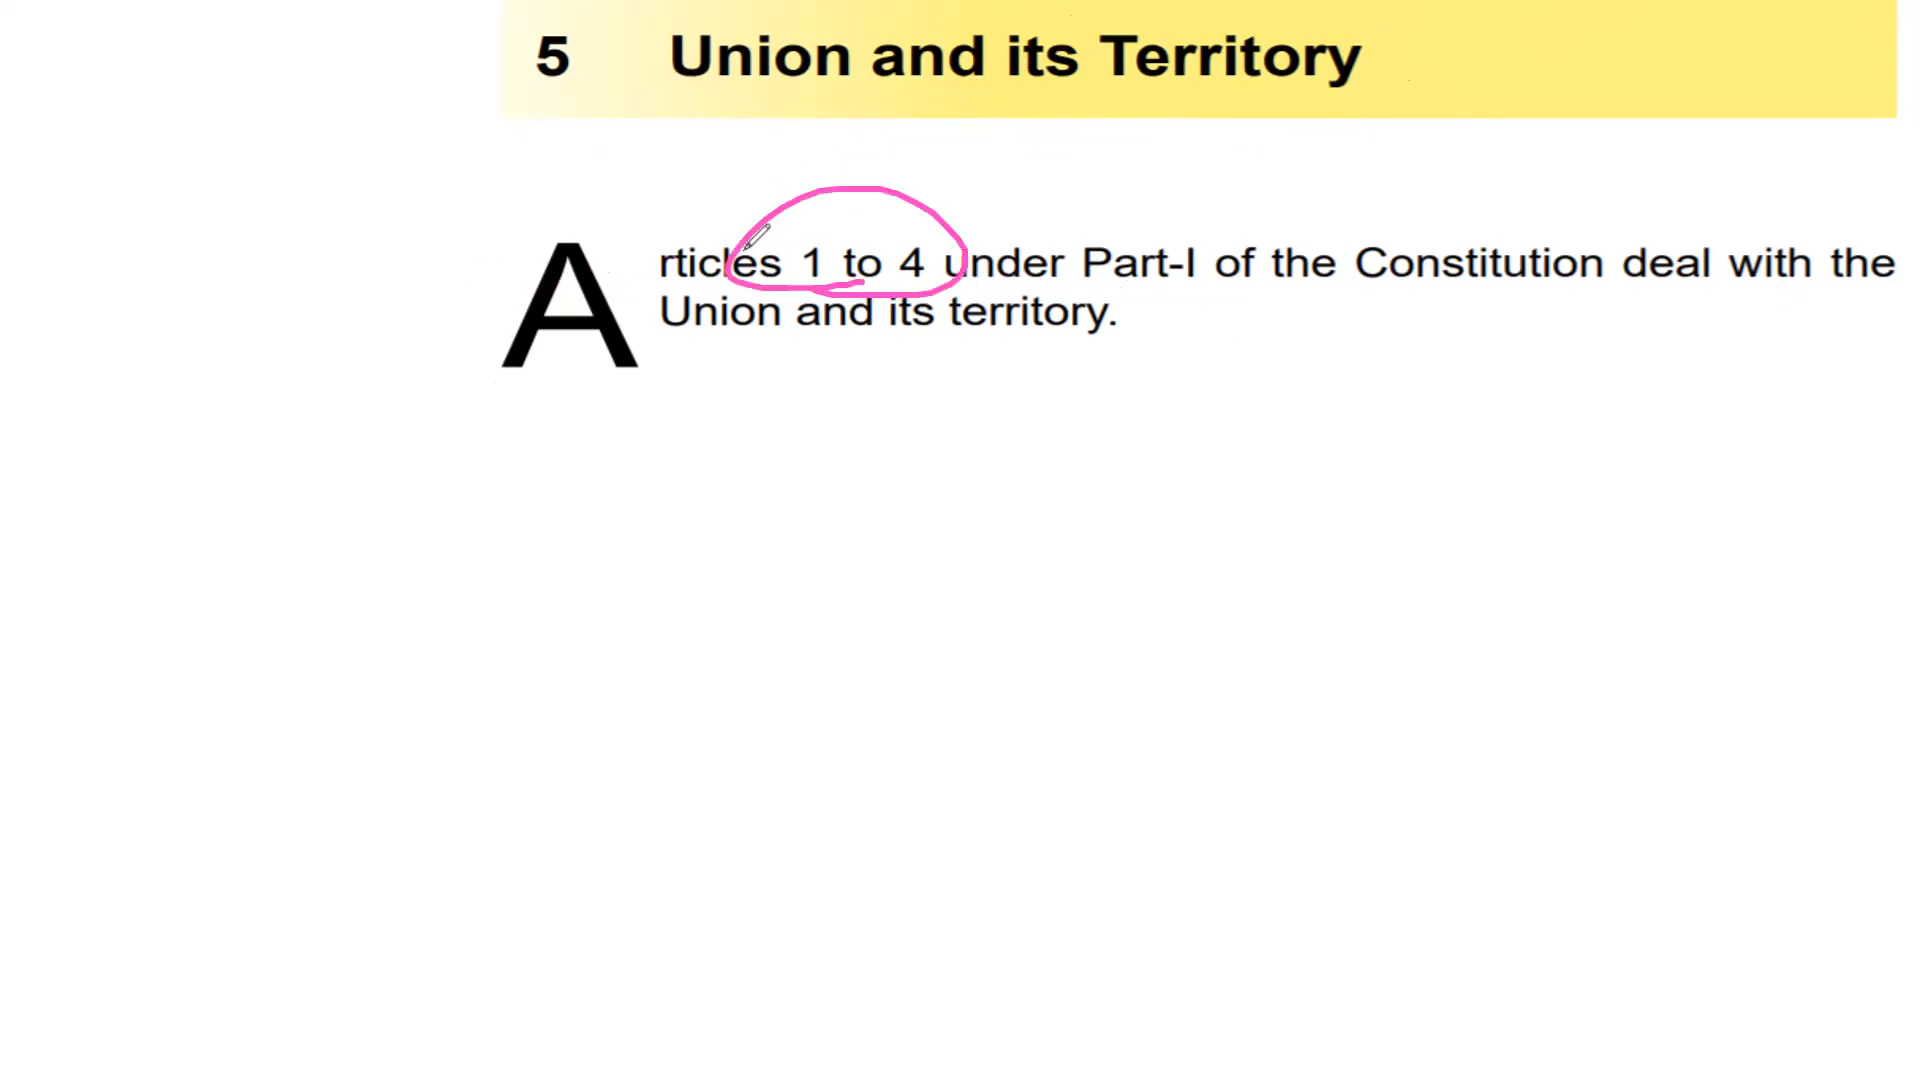 5 Union and its Territory
Articles 1 to 4 under Part-I of the Constitution deal with the
Union and its territory.